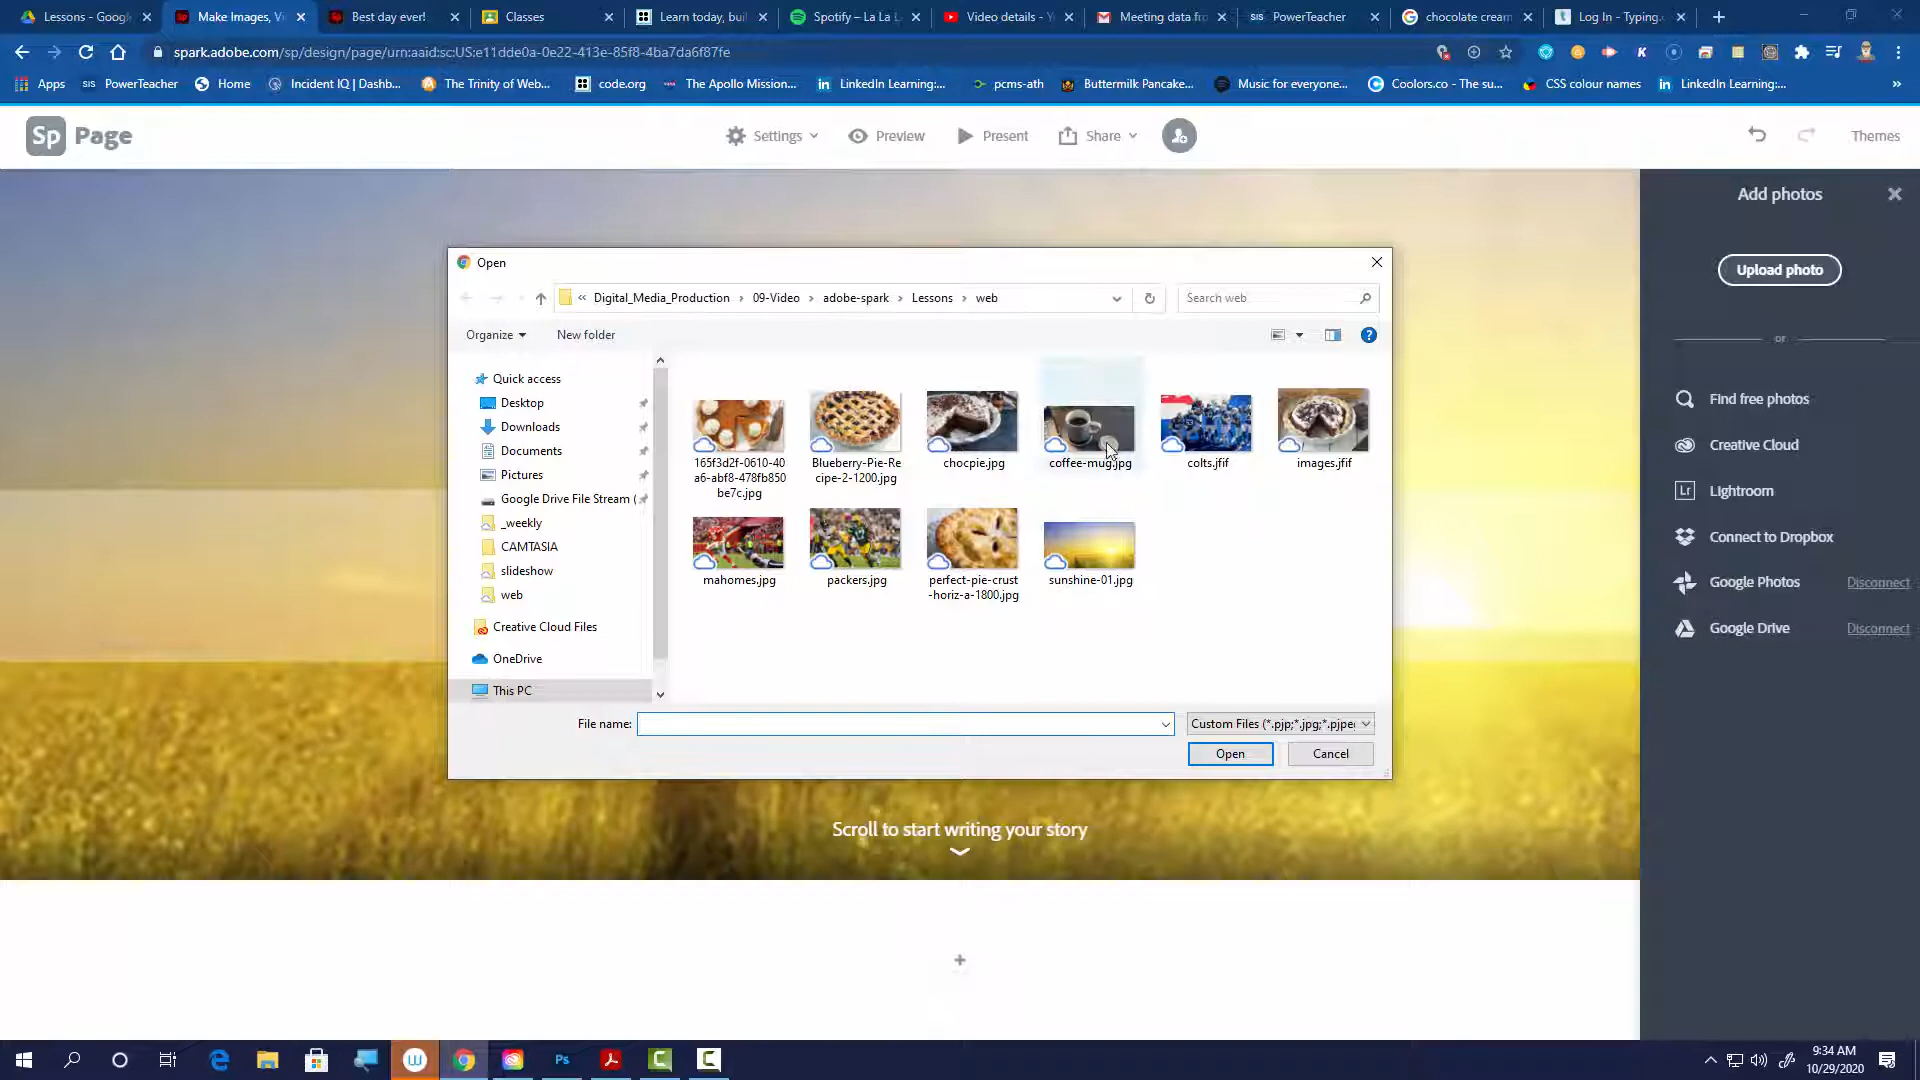 Lessons - Googl
Make Images, Vi
Best day ever!
Classes
Learn today, bui
Spotify – La La L
Video details - Y
Meeting data fro
SIS PowerTeacher
chocolate cream
Log In - Typing.c
spark.adobe.com/sp/design/page/urn:aaid:sc:US:e11dde0a-0e22-413e-85f8-4ba7da6f87fe
Apps
SIS PowerTeacher
Home
Incident IQ | Dashb...
The Trinity of Web...
code.org
The Apollo Mission...
LinkedIn Learning:...
pcms-ath
Buttermilk Pancake...
Music for everyone...
Coolors.co - The su...
CSS colour names
LinkedIn Learning:...
Sp Page
Settings
Preview
Present
Share
Themes
Add photos
Upload photo
or
Find free photos
Creative Cloud
Lr Lightroom
Connect to Dropbox
Google Photos Disconnect
Google Drive Disconnect
Open
« Digital_Media_Production › 09-Video › adobe-spark › Lessons › web
Search web
Organize
New folder
Quick access
Desktop
Downloads
Documents
Pictures
Google Drive File Stream (
_weekly
CAMTASIA
slideshow
web
Creative Cloud Files
OneDrive
This PC
165f3d2f-0610-40
a6-abf8-478fb850
be7c.jpg
Blueberry-Pie-Re
cipe-2-1200.jpg
chocpie.jpg
coffee-mug.jpg
colts.jfif
images.jfif
mahomes.jpg
packers.jpg
perfect-pie-crust
-horiz-a-1800.jpg
sunshine-01.jpg
File name:
Custom Files (*.pjp;*.jpg;*.pjpe
Open
Cancel
Scroll to start writing your story
Ps
9:34 AM
10/29/2020